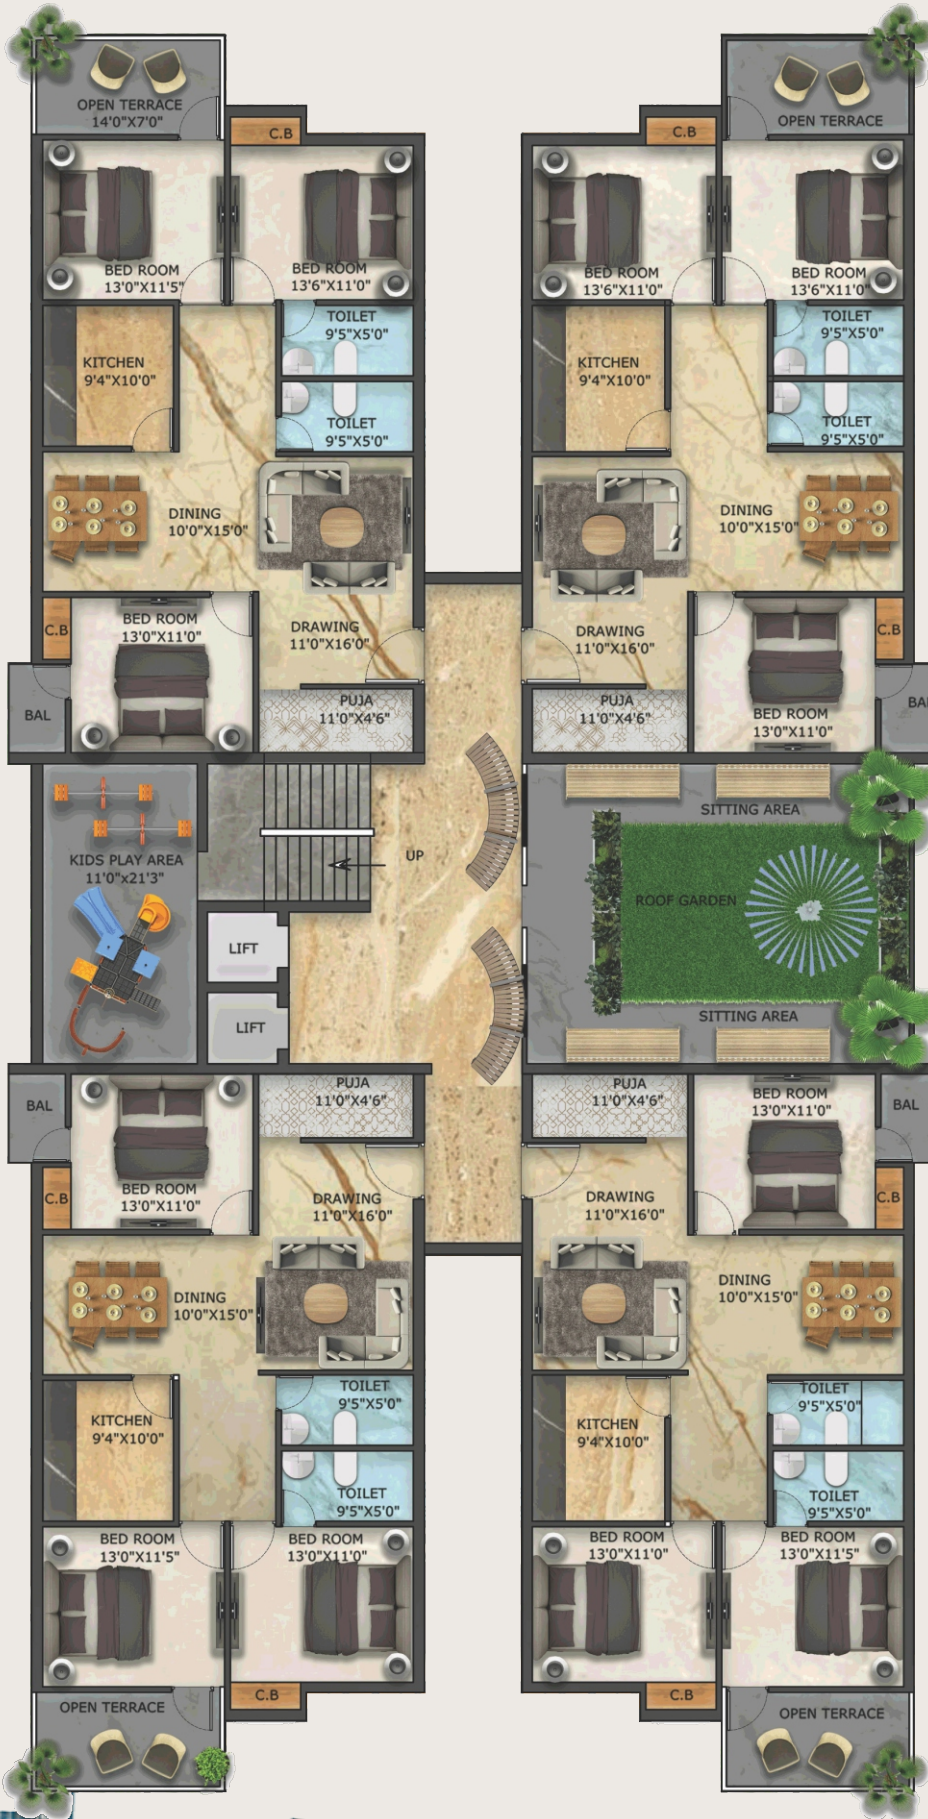 OPEN TERRACE
14'0"X7'0"
C.B
BED ROOM
13'0"X11'5"
BED ROOM
13'6"X11'0"
TOILET
9'5"X5'0"
KITCHEN
9'4"X10'0"
TOILET
9'5"X5'0"
DINING
10'0"X15'0"
C.B
BED ROOM
13'0"X11'0"
DRAWING
11'0"X16'0"
BAL
PUJA
11'0"X4'6"
OPEN TERRACE
C.B
BED ROOM
13'6"X11'0"
BED ROOM
13'6"X11'0"
TOILET
9'5"X5'0"
KITCHEN
9'4"X10'0"
TOILET
9'5"X5'0"
DINING
10'0"X15'0"
DRAWING
11'0"X16'0"
C.B
PUJA
11'0"X4'6"
BED ROOM
13'0"X11'0"
BAL
KIDS PLAY AREA
11'0"x21'3"
UP
LIFT
LIFT
SITTING AREA
ROOF GARDEN
SITTING AREA
BAL
PUJA
11'0"X4'6"
BED ROOM
13'0"X11'0"
C.B
DRAWING
11'0"X16'0"
DINING
10'0"X15'0"
TOILET
9'5"X5'0"
KITCHEN
9'4"X10'0"
TOILET
9'5"X5'0"
BED ROOM
13'0"X11'5"
BED ROOM
13'0"X11'0"
C.B
OPEN TERRACE
PUJA
11'0"X4'6"
BED ROOM
13'0"X11'0"
BAL
DRAWING
11'0"X16'0"
C.B
DINING
10'0"X15'0"
TOILET
9'5"X5'0"
KITCHEN
9'4"X10'0"
TOILET
9'5"X5'0"
BED ROOM
13'0"X11'0"
BED ROOM
13'0"X11'5"
C.B
OPEN TERRACE